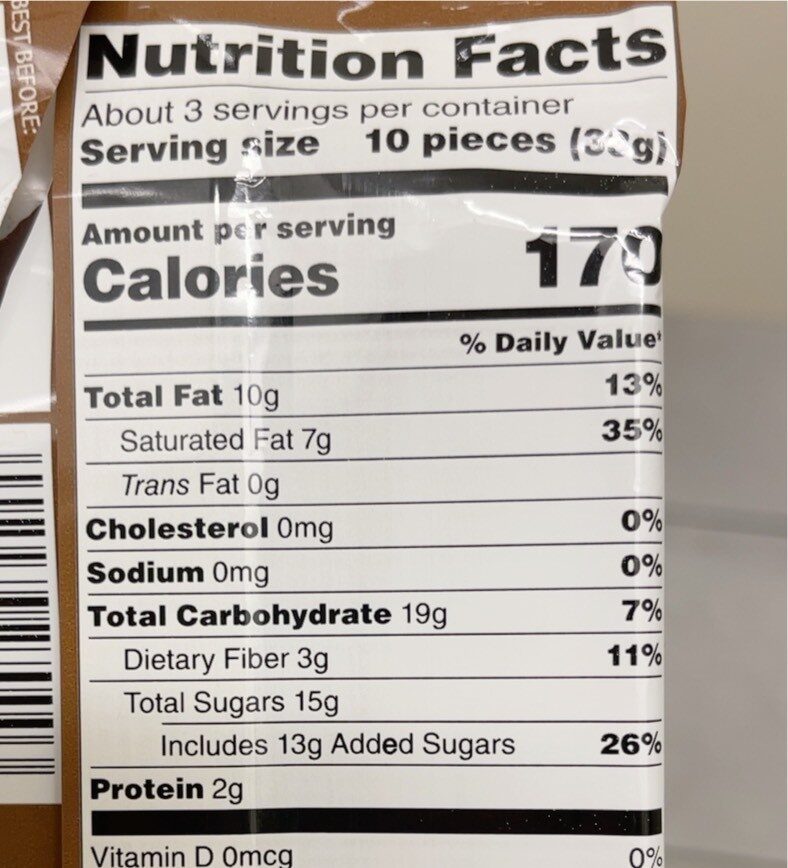 BEST BEFORE:
Nutrition Facts
About 3 servings per container
Serving size 10 pieces
Amount per serving
Calories 170
% Daily Value*
Total Fat 10g 13%
Saturated Fat 7g 35%
Trans Fat 0g
Cholesterol 0mg 0%
Sodium 0mg 0%
Total Carbohydrate 19g 7%
Dietary Fiber 3g 11%
Total Sugars 15g
Includes 13g Added Sugars 26%
Protein 2g
Vitamin D 0mcg 0%